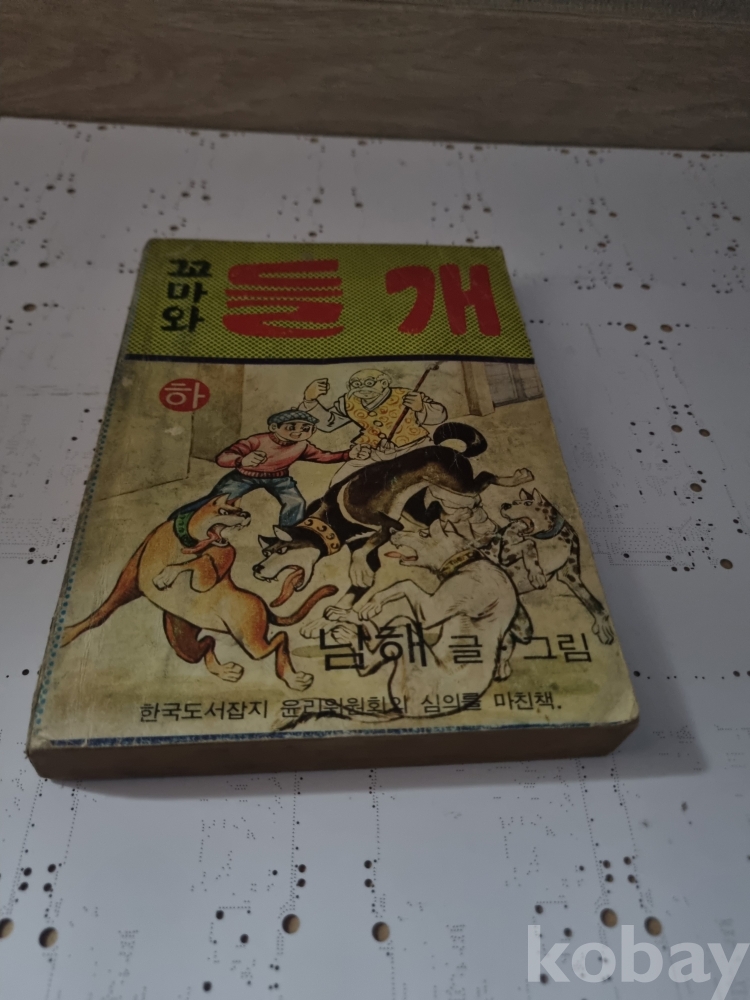 꼬마와 들개
하
남해 글·그림
한국도서잡지 윤리위원회의 심의를 마친책.
kobay